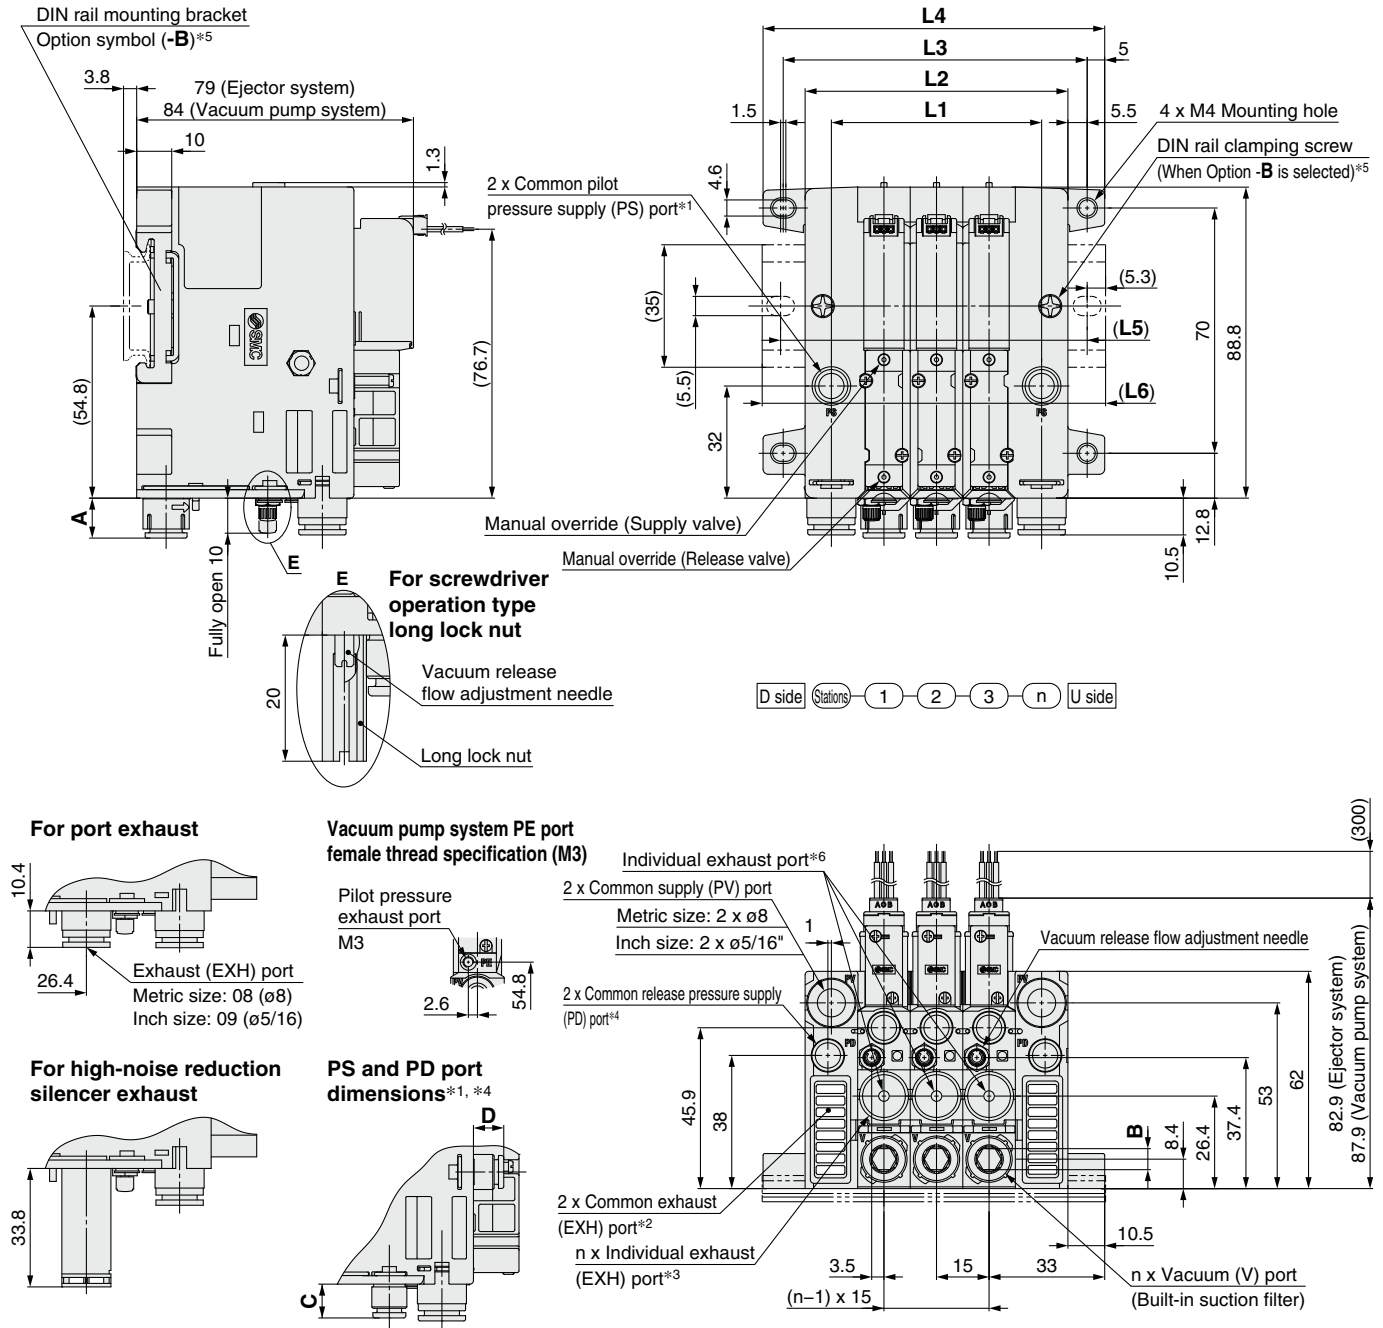 DIN rail mounting bracket
Option symbol (-B)*5
3.8
79 (Ejector system)
84 (Vacuum pump system)
10
1.3
(54.8)
(76.7)
A
Fully open 10
E
SMC
L4
L3
5
L2
1.5
L1
5.5
4 x M4 Mounting hole
DIN rail clamping screw
(When Option -B is selected)*5
4.6
2 x Common pilot
pressure supply (PS) port*1
(35)
(5.5)
32
(5.3)
(L5)
70
88.8
(L6)
PS
PS
12.8
10.5
Manual override (Supply valve)
Manual override (Release valve)
E
For screwdriver
operation type
long lock nut
20
Vacuum release
flow adjustment needle
Long lock nut
D side
Stations
1
2
3
n
U side
For port exhaust
10.4
26.4
Exhaust (EXH) port
Metric size: 08 (ø8)
Inch size: 09 (ø5/16)
Vacuum pump system PE port
female thread specification (M3)
Pilot pressure
exhaust port
M3
PE
PV
2.6
54.8
For high-noise reduction
silencer exhaust
33.8
PS and PD port
dimensions*1, *4
D
C
Individual exhaust port*6
2 x Common supply (PV) port
Metric size: 2 x ø8
Inch size: 2 x ø5/16"
1
2 x Common release pressure supply
(PD) port*4
Vacuum release flow adjustment needle
(300)
82.9 (Ejector system)
87.9 (Vacuum pump system)
A C B
A C B
A C B
SMC
SMC
SMC
PV
PV
PD
PD
V
V
V
45.9
38
B
8.4
26.4
37.4
53
62
2 x Common exhaust
(EXH) port*2
n x Individual exhaust
(EXH) port*3
3.5
15
33
10.5
(n−1) x 15
n x Vacuum (V) port
(Built-in suction filter)